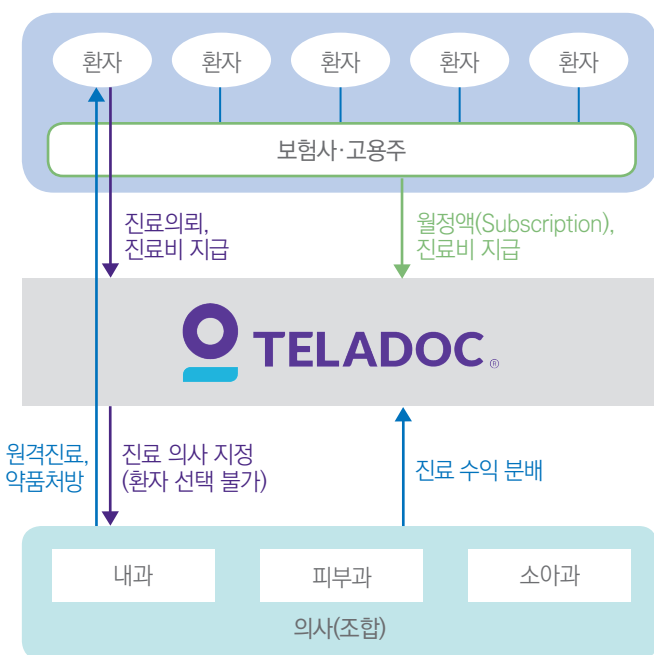 환자 환자 환자 환자 환자
보험사·고용주
진료의뢰,
진료비 지급
월정액(Subscription),
진료비 지급
TELADOC®
원격진료,
약품처방
진료 의사 지정
(환자 선택 불가)
진료 수익 분배
내과 피부과 소아과
의사(조합)